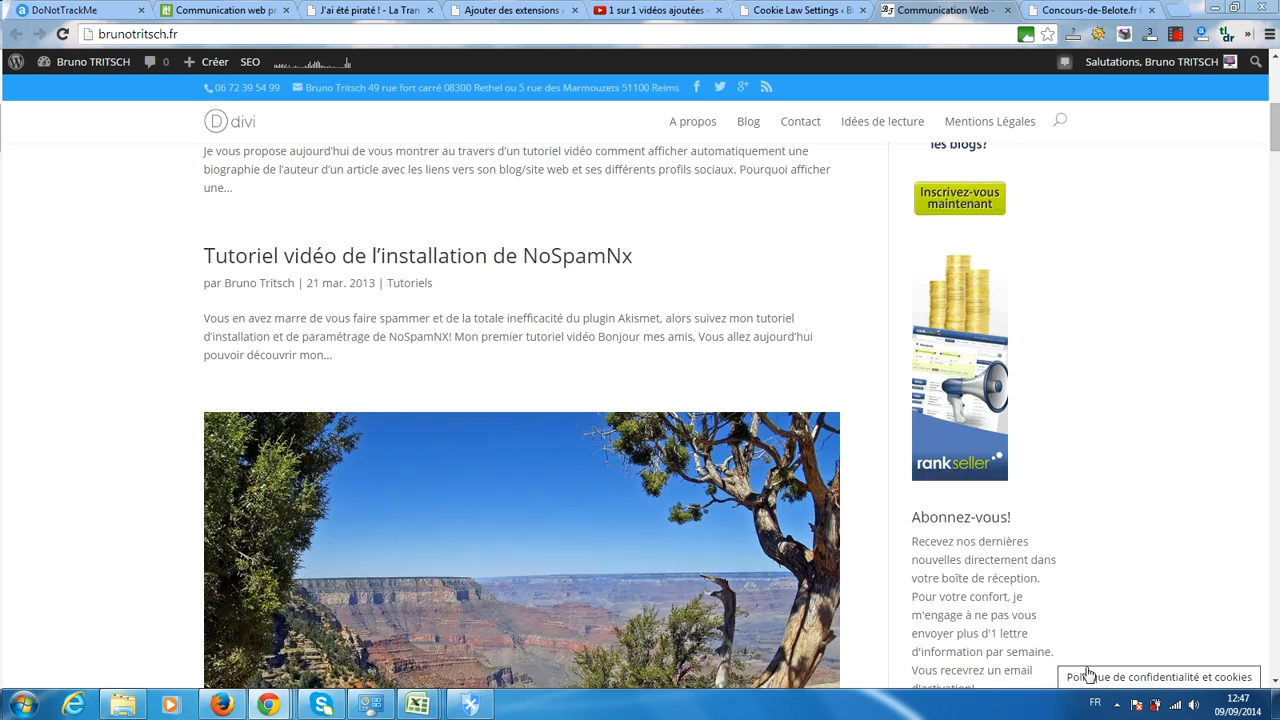 DoNotTrackMe
Communication web pr
J'ai été piraté ! - La Tran
Ajouter des extensions
1 sur 1 vidéos ajoutées
Cookie Law Settings ‹ B
Communication Web -
Concours-de-Belote.fr
brunotritsch.fr
Bruno TRITSCH
0
Créer
SEO
Salutations, Bruno TRITSCH
06 72 39 54 99
Bruno Tritsch 49 rue fort carré 08300 Rethel ou 5 rue des Marmouzets 51100 Reims
D divi
A propos
Blog
Contact
Idées de lecture
Mentions Légales
Je vous propose aujourd'hui de vous montrer au travers d'un tutoriel vidéo comment afficher automatiquement une
biographie de l'auteur d'un article avec les liens vers son blog/site web et ses différents profils sociaux. Pourquoi afficher
une...
Tutoriel vidéo de l'installation de NoSpamNx
par Bruno Tritsch | 21 mar. 2013 | Tutoriels
Vous en avez marre de vous faire spammer et de la totale inefficacité du plugin Akismet, alors suivez mon tutoriel
d'installation et de paramétrage de NoSpamNX! Mon premier tutoriel vidéo Bonjour mes amis, Vous allez aujourd'hui
pouvoir découvrir mon...
les blogs?
Inscrivez-vous
maintenant
rankseller
Abonnez-vous!
Recevez nos dernières
nouvelles directement dans
votre boîte de réception.
Pour votre confort, je
m'engage à ne pas vous
envoyer plus d'1 lettre
d'information par semaine.
Vous recevrez un email
d'activation!
Politique de confidentialité et cookies
FR
12:47
09/09/2014